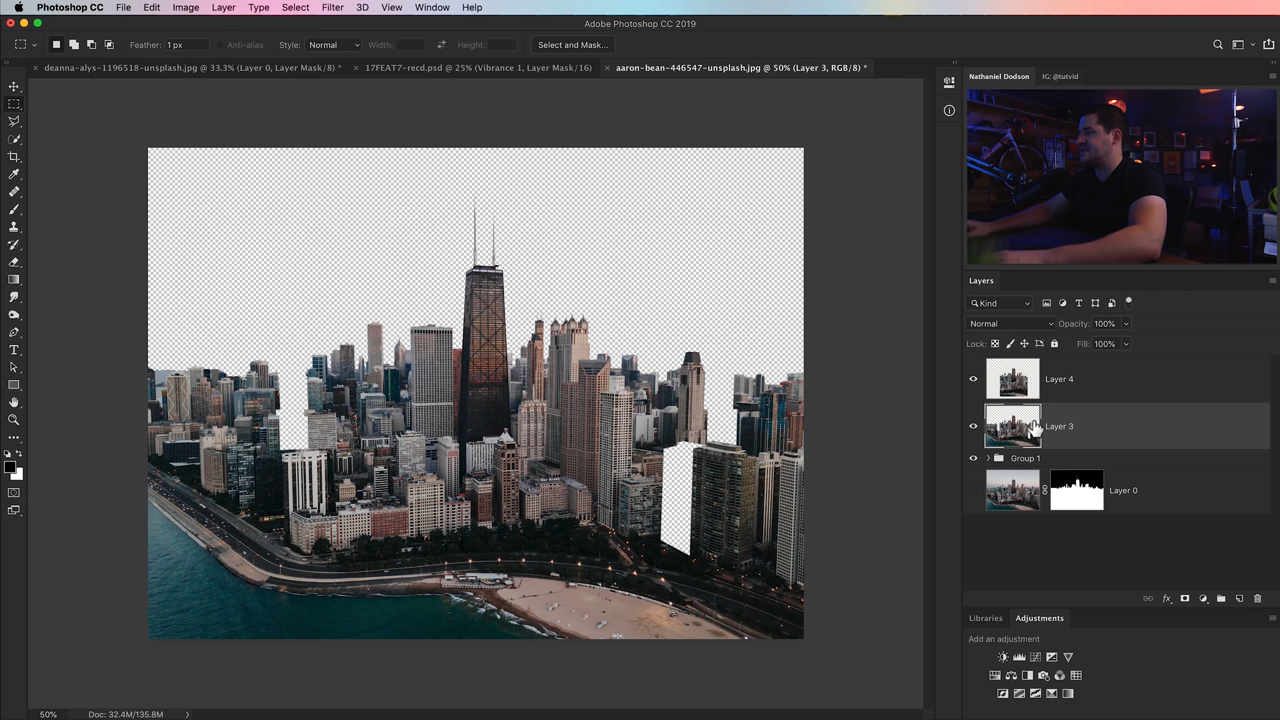 Photoshop CC File Edit Image Layer Type Select Filter 3D View Window Help
Adobe Photoshop CC 2019
Feather: 1 px Anti-alias Style: Normal Width: Height: Select and Mask...
deanna-alys-1196518-unsplash.jpg @ 33.3% (Layer 0, Layer Mask/8) * 17FEAT7-recd.psd @ 25% (Vibrance 1, Layer Mask/16) aaron-bean-446547-unsplash.jpg @ 50% (Layer 3, RGB/8) *
Nathaniel Dodson IG: @tutvid
Layers
Kind
Normal Opacity: 100%
Lock: Fill: 100%
Layer 4
Layer 3
Group 1
Layer 0
Libraries Adjustments
Add an adjustment
50% Doc: 32.4M/135.8M